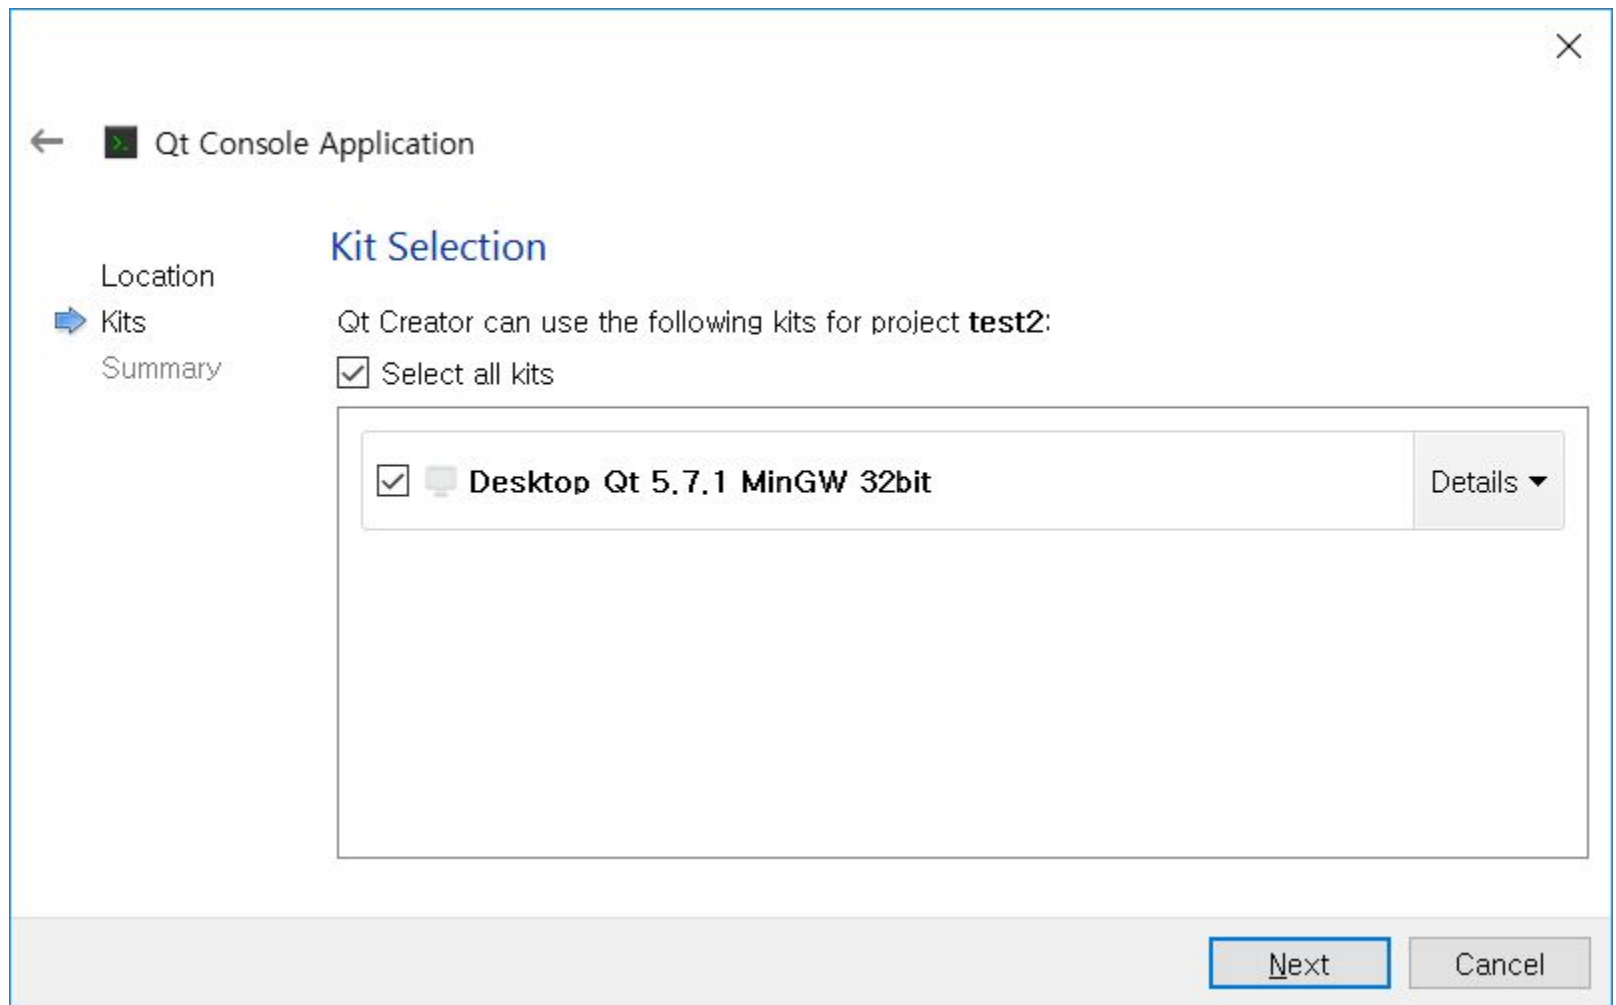 Qt Console Application
Location
Kits
Summary
Kit Selection
Qt Creator can use the following kits for project test2:
Select all kits
Desktop Qt 5.7.1 MinGW 32bit
Details
Next
Cancel